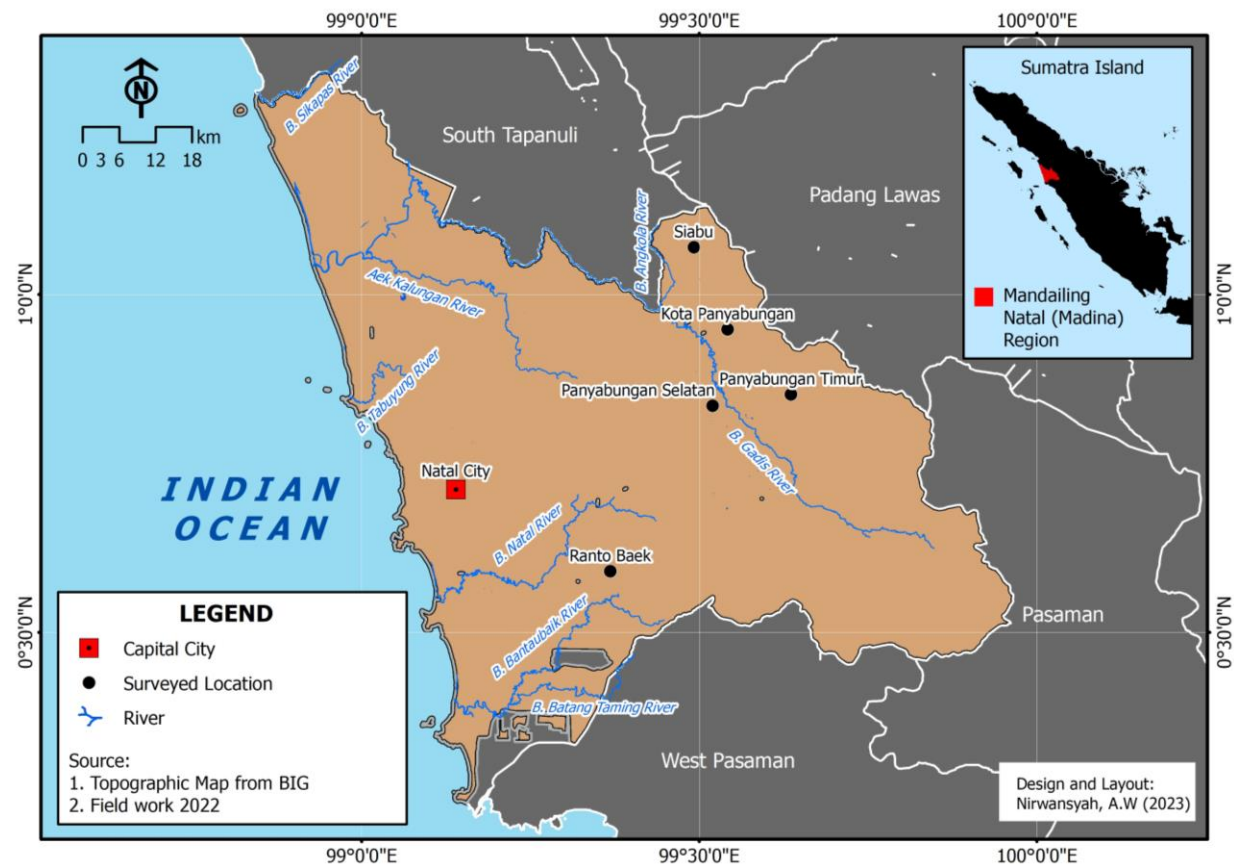 99°0'0"E
99°30'0"E
100°0'0"E
N
km
0 3 6 12 18
B. Sikapas River
South Tapanuli
Padang Lawas
Sumatra Island
Mandailing
Natal (Madina)
Region
1°0'0"N
1°0'0"N
B. Angkola River
Siabu
Aek Kalungan River
Kota Panyabungan
Panyabungan Timur
Panyabungan Selatan
B. Tabuyung River
B. Gadis River
Natal City
INDIAN
OCEAN
B. Natal River
Ranto Baek
B. Bantaubaik River
B. Batang Taming River
Pasaman
West Pasaman
0°30'0"N
0°30'0"N
LEGEND
Capital City
Surveyed Location
River
Source:
1. Topographic Map from BIG
2. Field work 2022
Design and Layout:
Nirwansyah, A.W (2023)
99°0'0"E
99°30'0"E
100°0'0"E